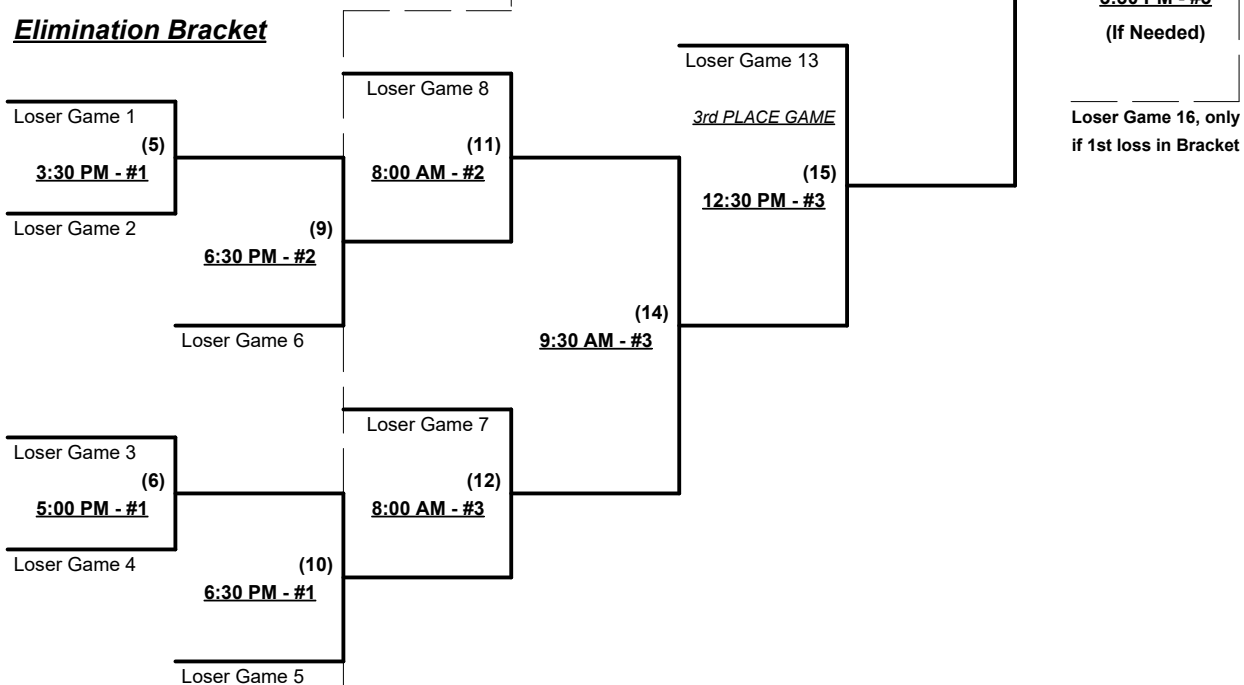 Elimination Bracket
(If Needed)
Loser Game 13
Loser Game 8
Loser Game 1
3rd PLACE GAME
Loser Game 16, only
if 1st loss in Bracket
(5)
3:30 PM - #1
(11)
8:00 AM - #2
(15)
12:30 PM - #3
Loser Game 2
(9)
6:30 PM - #2
(14)
9:30 AM - #3
Loser Game 6
Loser Game 7
Loser Game 3
(6)
5:00 PM - #1
(12)
8:00 AM - #3
Loser Game 4
(10)
6:30 PM - #1
Loser Game 5